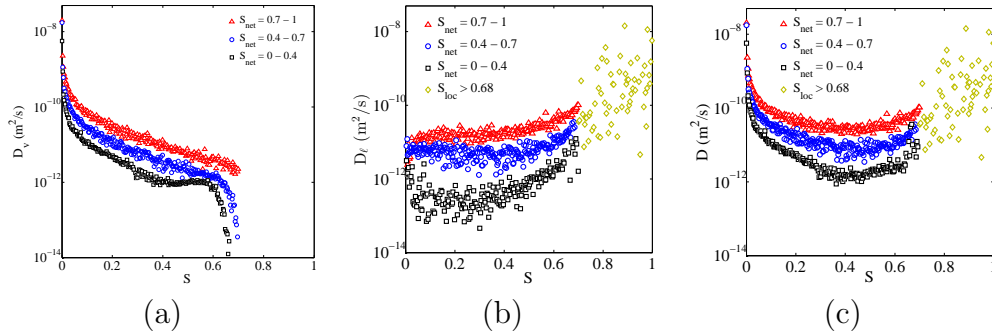 10⁻⁸
10⁻¹⁰
10⁻¹²
10⁻¹⁴
D_v (m²/s)
S_net = 0.7 − 1
S_net = 0.4 − 0.7
S_net = 0 − 0.4
0 0.2 0.4 0.6 0.8 1
S
(a)
10⁻⁸
10⁻¹⁰
10⁻¹²
10⁻¹⁴
D_ℓ (m²/s)
S_net = 0.7 − 1
S_net = 0.4 − 0.7
S_net = 0 − 0.4
S_loc > 0.68
0 0.2 0.4 0.6 0.8 1
S
(b)
10⁻⁸
10⁻¹⁰
10⁻¹²
10⁻¹⁴
D (m²/s)
S_net = 0.7 − 1
S_net = 0.4 − 0.7
S_net = 0 − 0.4
S_loc > 0.68
0 0.2 0.4 0.6 0.8 1
S
(c)